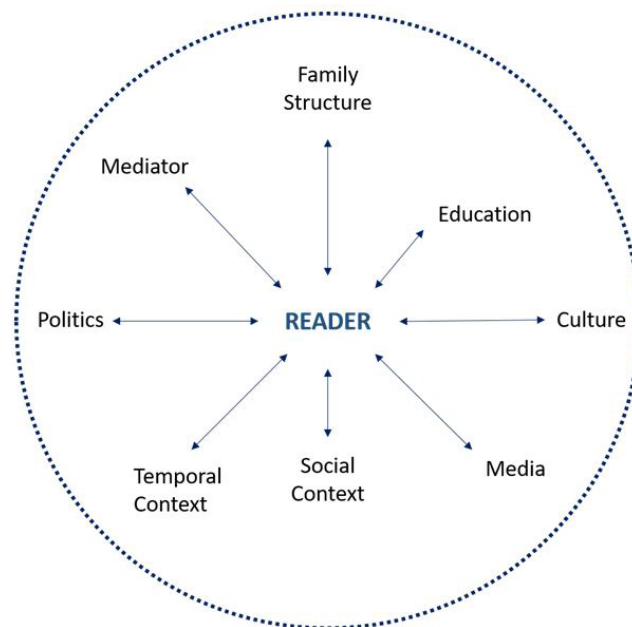 Family
Structure
Mediator
Education
Politics
READER
Culture
Temporal
Context
Social
Context
Media